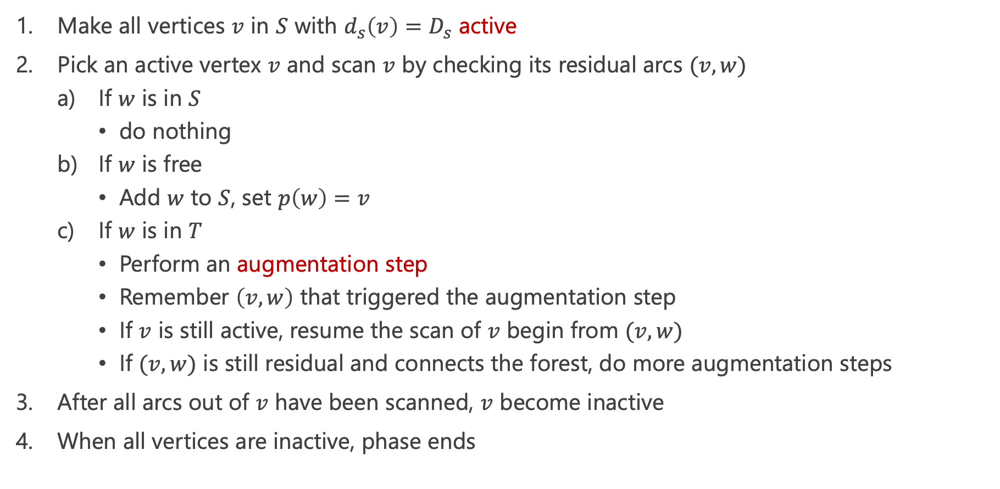 1. Make all vertices 𝑣 in 𝑆 with 𝑑ₛ(𝑣) = 𝐷ₛ active
2. Pick an active vertex 𝑣 and scan 𝑣 by checking its residual arcs (𝑣, 𝑤)
a) If 𝑤 is in 𝑆
• do nothing
b) If 𝑤 is free
• Add 𝑤 to 𝑆, set 𝑝(𝑤) = 𝑣
c) If 𝑤 is in 𝑇
• Perform an augmentation step
• Remember (𝑣, 𝑤) that triggered the augmentation step
• If 𝑣 is still active, resume the scan of 𝑣 begin from (𝑣, 𝑤)
• If (𝑣, 𝑤) is still residual and connects the forest, do more augmentation steps
3. After all arcs out of 𝑣 have been scanned, 𝑣 become inactive
4. When all vertices are inactive, phase ends